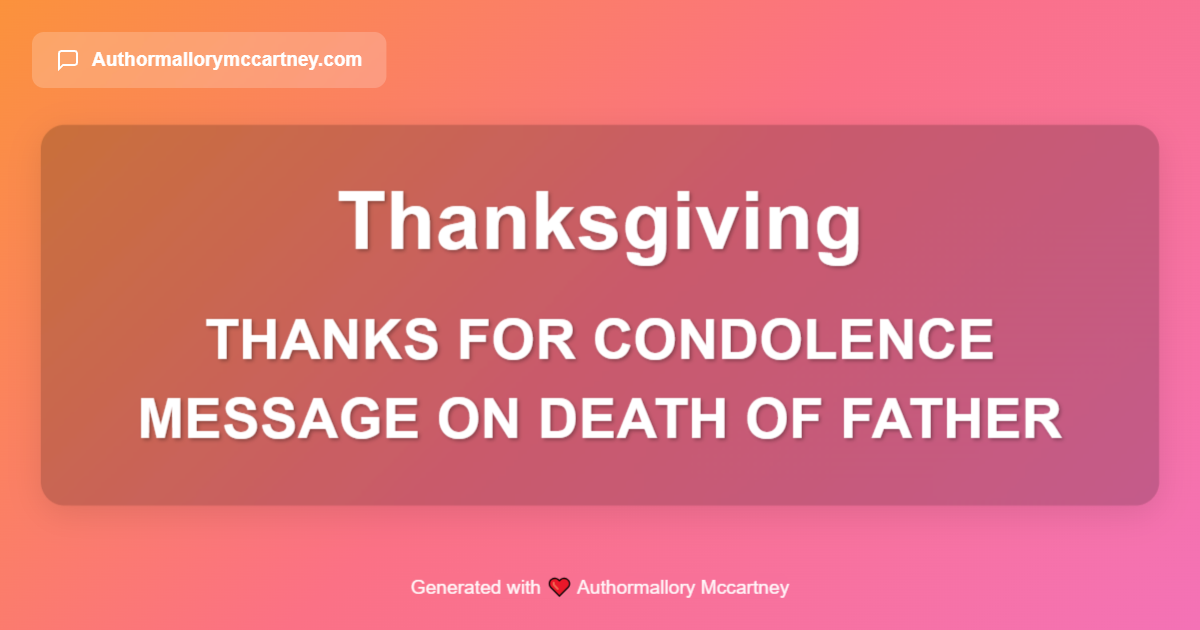 Authormallorymccartney.com
Thanksgiving
THANKS FOR CONDOLENCE
MESSAGE ON DEATH OF FATHER
Generated with ❤️ Authormallory Mccartney